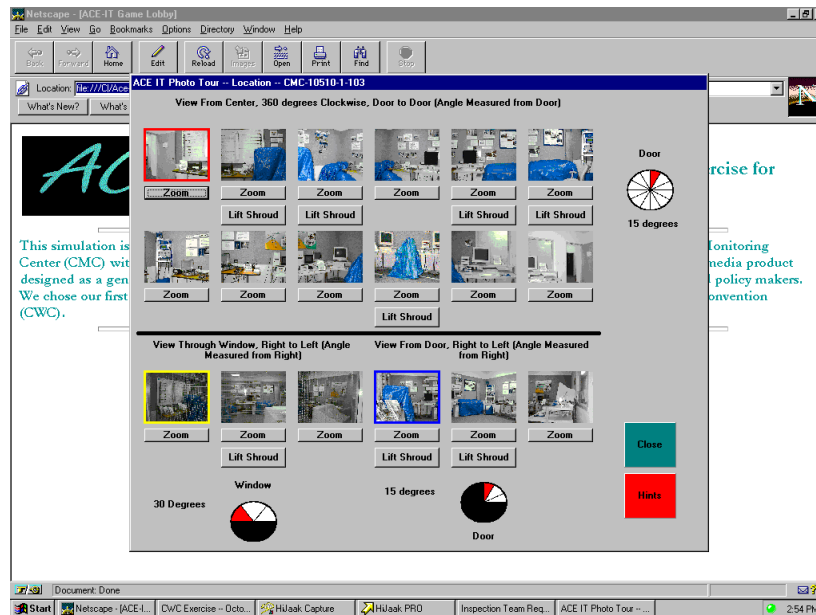 Netscape - [ACE-IT Game Lobby]
File Edit View Go Bookmarks Options Directory Window Help
Back Forward Home Edit Reload Images Open Print Find Stop
Location: file:///C|/Ace-
What's New? What's
ACE IT Photo Tour -- Location -- CMC-10510-1-103
View From Center, 360 degrees Clockwise, Door to Door (Angle Measured from Door)
Zoom Zoom Zoom Zoom Zoom Zoom
Lift Shroud Lift Shroud Lift Shroud Lift Shroud
Door
15 degrees
Zoom Zoom Zoom Zoom Zoom Zoom
Lift Shroud
View Through Window, Right to Left (Angle
Measured from Right)
View From Door, Right to Left (Angle Measured
from Right)
Zoom Zoom Zoom Zoom Zoom Zoom
Lift Shroud Lift Shroud Lift Shroud
30 Degrees
Window
15 degrees
Door
Close
Hints
AC
rcise for
This simulation is
Center (CMC) wit
designed as a gen
We chose our first
(CWC).
Monitoring
media product
policy makers.
onvention
Document: Done
Start Netscape - [ACE-I... CWC Exercise -- Octo... HiJaak Capture HiJaak PRO Inspection Team Req... ACE IT Photo Tour -- ... 2:54 PM